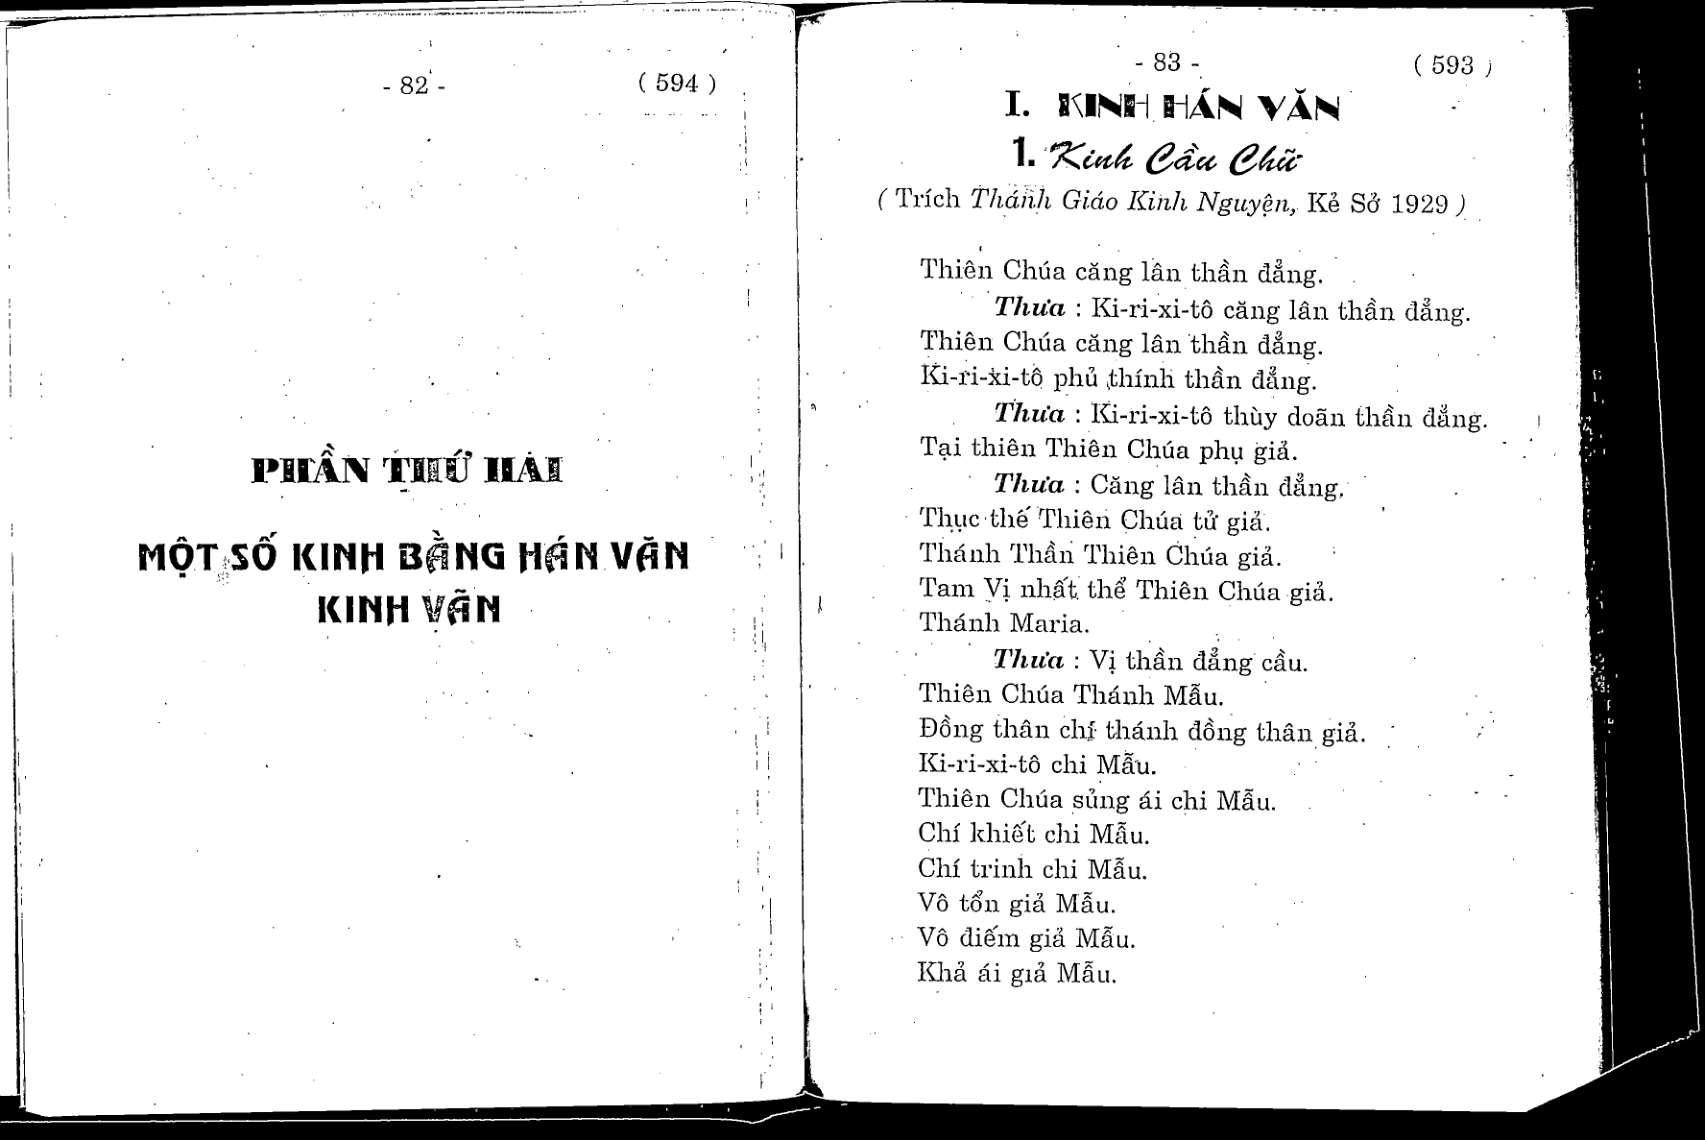 - 82 -
( 594 )
PHẦN THỨ HAI
MỘT SỐ KINH BẰNG HÁN VĂN
KINH VÃN
- 83 -
( 593 )
I. KINH HÁN VĂN
1. Kinh Cầu Chữ
( Trích Thánh Giáo Kinh Nguyện, Kẻ Sở 1929 )
Thiên Chúa căng lân thần đẳng.
Thưa : Ki-ri-xi-tô căng lân thần đẳng.
Thiên Chúa căng lân thần đẳng.
Ki-ri-xi-tô phủ thính thần đẳng.
Thưa : Ki-ri-xi-tô thùy doãn thần đẳng.
Tại thiên Thiên Chúa phụ giả.
Thưa : Căng lân thần đẳng.
Thục thế Thiên Chúa tử giả.
Thánh Thần Thiên Chúa giả.
Tam Vị nhất thể Thiên Chúa giả.
Thánh Maria.
Thưa : Vị thần đẳng cầu.
Thiên Chúa Thánh Mẫu.
Đồng thân chí thánh đồng thân giả.
Ki-ri-xi-tô chi Mẫu.
Thiên Chúa sủng ái chi Mẫu.
Chí khiết chi Mẫu.
Chí trinh chi Mẫu.
Vô tổn giả Mẫu.
Vô điếm giả Mẫu.
Khả ái giả Mẫu.